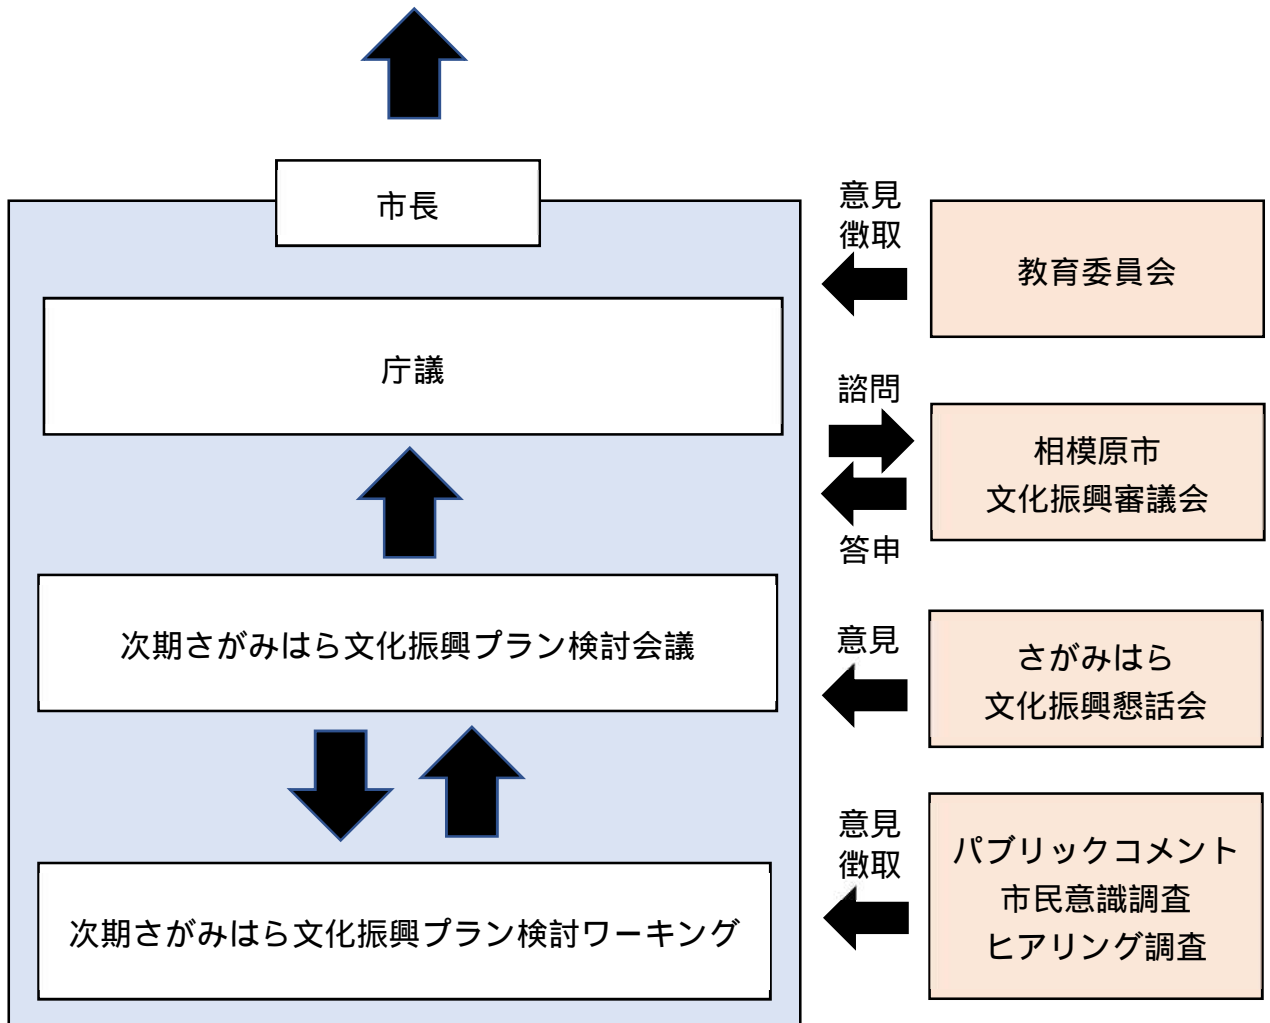 市長
意見
徴取
教育委員会
庁議
諮問
相模原市
文化振興審議会
答申
次期さがみはら文化振興プラン検討会議
意見
さがみはら
文化振興懇話会
意見
徴取
パブリックコメント
市民意識調査
ヒアリング調査
次期さがみはら文化振興プラン検討ワーキング